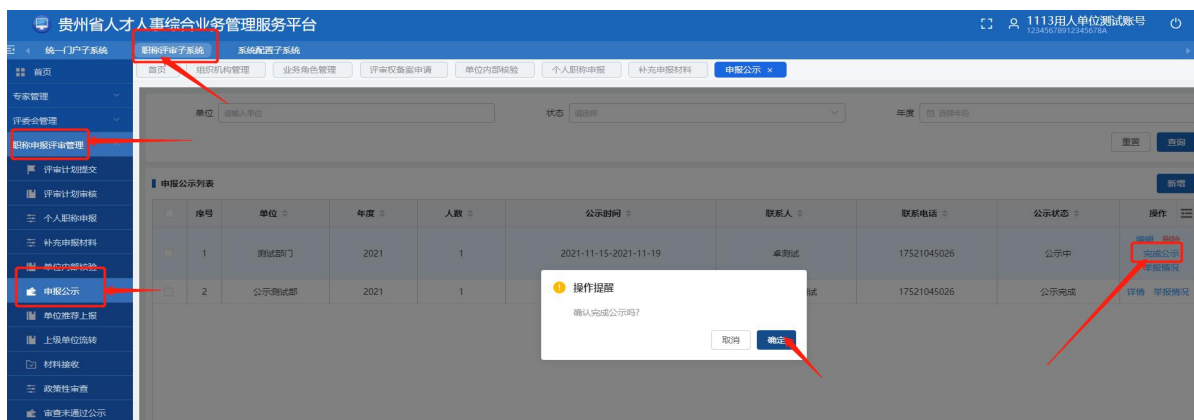 贵州省人才人事综合业务管理服务平台
1113用人单位测试账号
12345678912345678A
统一门户子系统 职称评审子系统 系统配置子系统
首页
首页 组织机构管理 业务角色管理 评审权备案申请 单位内部核验 个人职称申报 补充申报材料 申报公示 ×
专家管理
评委会管理
职称申报评审管理
评审计划提交
评审计划审核
个人职称申报
补充申报材料
单位内部核验
申报公示
单位推荐上报
上级单位流转
材料接收
政策性审查
审查未通过公示
单位 请输入单位 状态 请选择 年度 选择年份
重置 查询
申报公示列表 新增
序号 单位 年度 人数 公示时间 联系人 联系电话 公示状态 操作
1 测试部门 2021 1 2021-11-15-2021-11-19 卓测试 17521045026 公示中 编辑 删除
完成公示
举报情况
2 公示测试部 2021 1 试 17521045026 公示完成 详情 举报情况
操作提醒
确认完成公示吗?
取消 确定